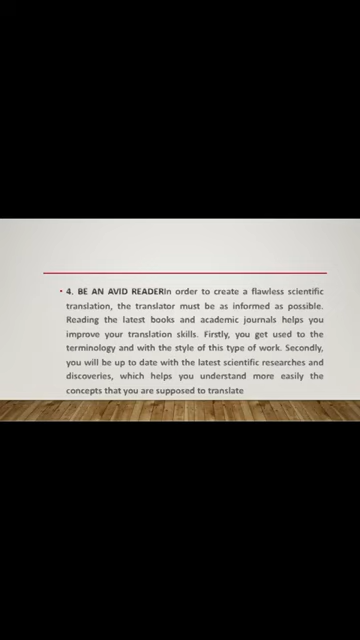 • 4. BE AN AVID READERIn order to create a flawless scientific
translation, the translator must be as informed as possible.
Reading the latest books and academic journals helps you
improve your translation skills. Firstly, you get used to the
terminology and with the style of this type of work. Secondly,
you will be up to date with the latest scientific researches and
discoveries, which helps you understand more easily the
concepts that you are supposed to translate